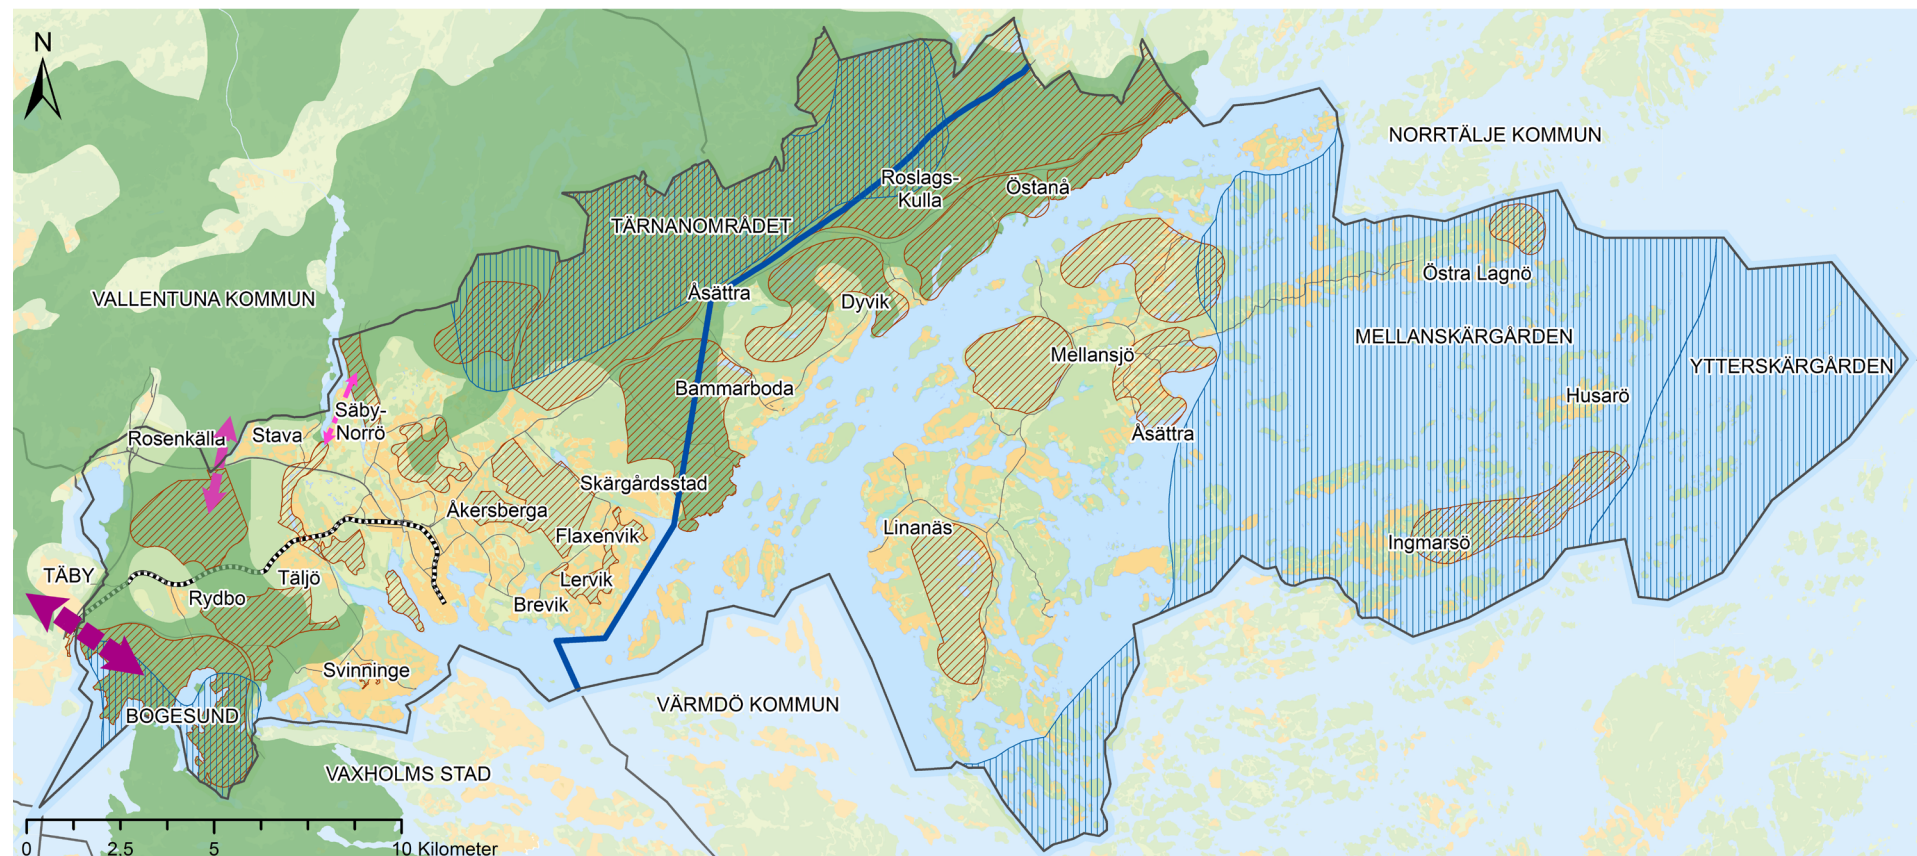 N
NORRTÄLJE KOMMUN
Roslags-
Kulla
Östanå
TÄRNANOMRÅDET
VALLENTUNA KOMMUN
Åsättra
Dyvik
Östra Lagnö
MELLANSKÄRGÅRDEN
YTTERSKÄRGÅRDEN
Mellansjö
Bammarboda
Husarö
Säby-
Norrö
Rosenkälla
Stava
Åsättra
Skärgårdsstad
Åkersberga
Flaxenvik
Linanäs
Ingmarsö
TÄBY
Täljö
Lervik
Rydbo
Brevik
Svinninge
VÄRMDÖ KOMMUN
BOGESUND
VAXHOLMS STAD
0 2,5 5 10 Kilometer